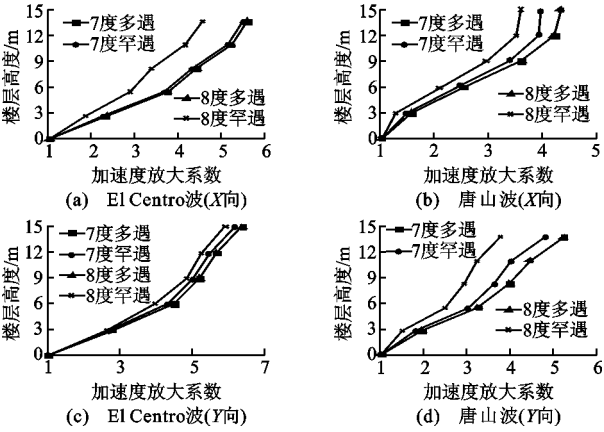 楼层高度/m
15
12
9
6
3
0
7度多遇
7度罕遇
8度多遇
8度罕遇
1 2 3 4 5 6
加速度放大系数
(a) El Centro波(X向)
楼层高度/m
15
12
9
6
3
0
7度多遇
7度罕遇
8度多遇
8度罕遇
1 2 3 4 5
加速度放大系数
(b) 唐山波(X向)
楼层高度/m
15
12
9
6
3
0
7度多遇
7度罕遇
8度多遇
8度罕遇
1 3 5 7
加速度放大系数
(c) El Centro波(Y向)
楼层高度/m
15
12
9
6
3
0
7度多遇
7度罕遇
8度多遇
8度罕遇
1 2 3 4 5 6
加速度放大系数
(d) 唐山波(Y向)